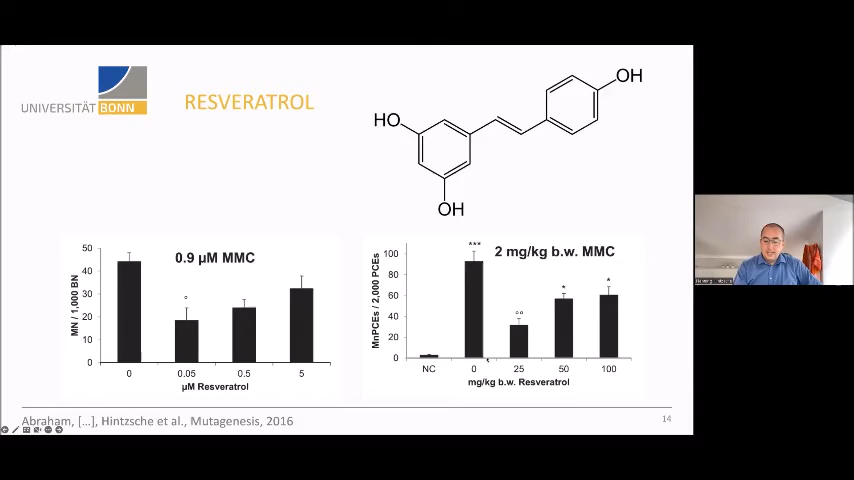 UNIVERSITÄT BONN
RESVERATROL
OH
HO
OH
0.9 µM MMC
50
40
30
20
10
0
MN / 1,000 BN
°
0 0.05 0.5 5
µM Resveratrol
2 mg/kg b.w. MMC
100
80
60
40
20
0
MnPCEs / 2,000 PCEs
***
°°
*
*
NC 0 25 50 100
mg/kg b.w. Resveratrol
Abraham, […], Hintzsche et al., Mutagenesis, 2016
14